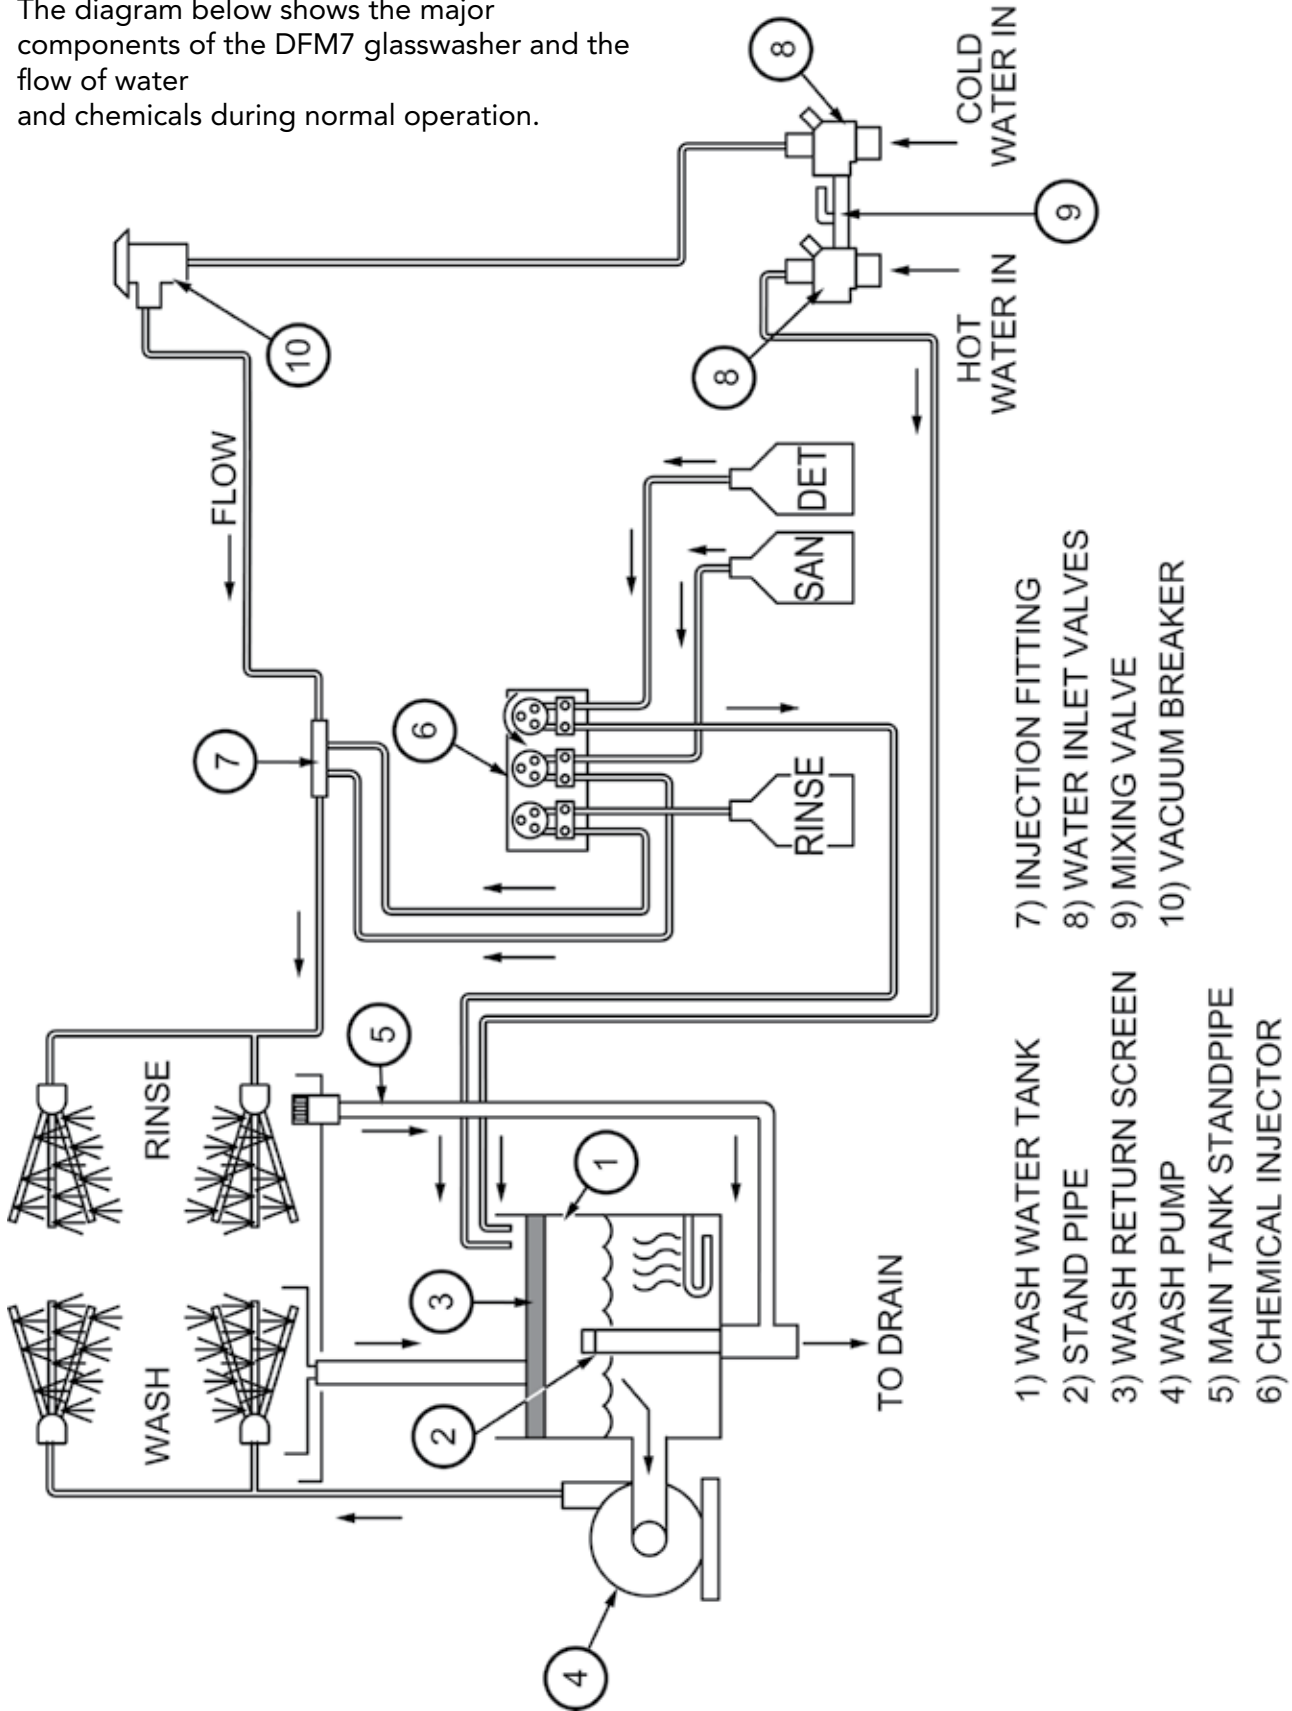 The diagram below shows the major
components of the DFM7 glasswasher and the
flow of water
and chemicals during normal operation.
8
COLD
WATER IN
9
HOT
WATER IN
8
10
FLOW
DET
SAN
RINSE
6
7
5
RINSE
1
3
WASH
2
4
TO DRAIN
1) WASH WATER TANK
2) STAND PIPE
3) WASH RETURN SCREEN
4) WASH PUMP
5) MAIN TANK STANDPIPE
6) CHEMICAL INJECTOR
7) INJECTION FITTING
8) WATER INLET VALVES
9) MIXING VALVE
10) VACUUM BREAKER